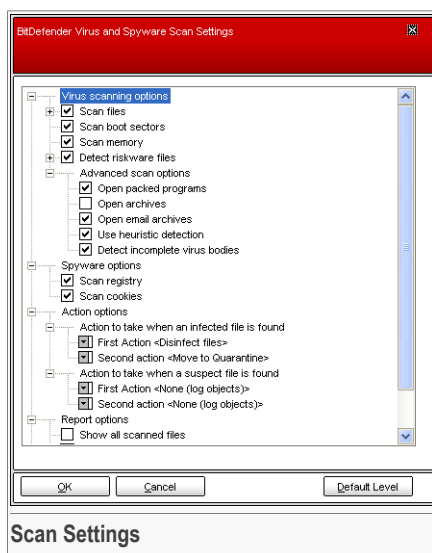 BitDefender Virus and Spyware Scan Settings
Virus scanning options
Scan files
Scan boot sectors
Scan memory
Detect riskware files
Advanced scan options
Open packed programs
Open archives
Open email archives
Use heuristic detection
Detect incomplete virus bodies
Spyware options
Scan registry
Scan cookies
Action options
Action to take when an infected file is found
First Action <Disinfect files>
Second action <Move to Quarantine>
Action to take when a suspect file is found
First Action <None (log objects)>
Second action <None (log objects)>
Report options
Show all scanned files
OK Cancel Default Level
Scan Settings